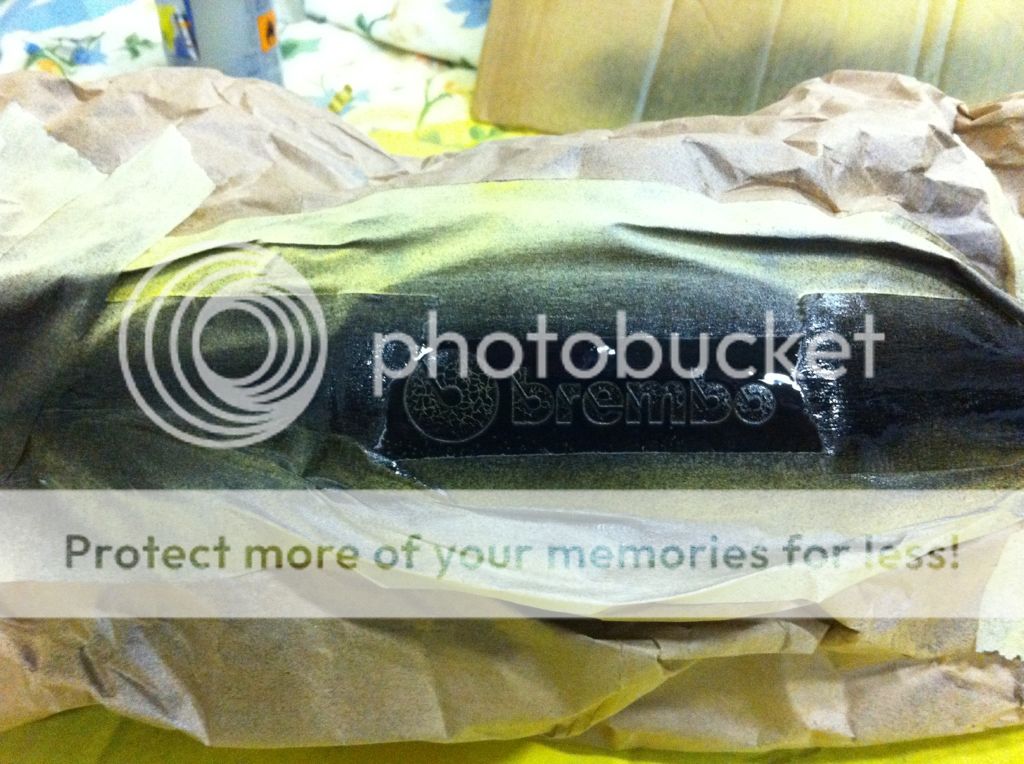 photobucket
brembo
Protect more of your memories for less!